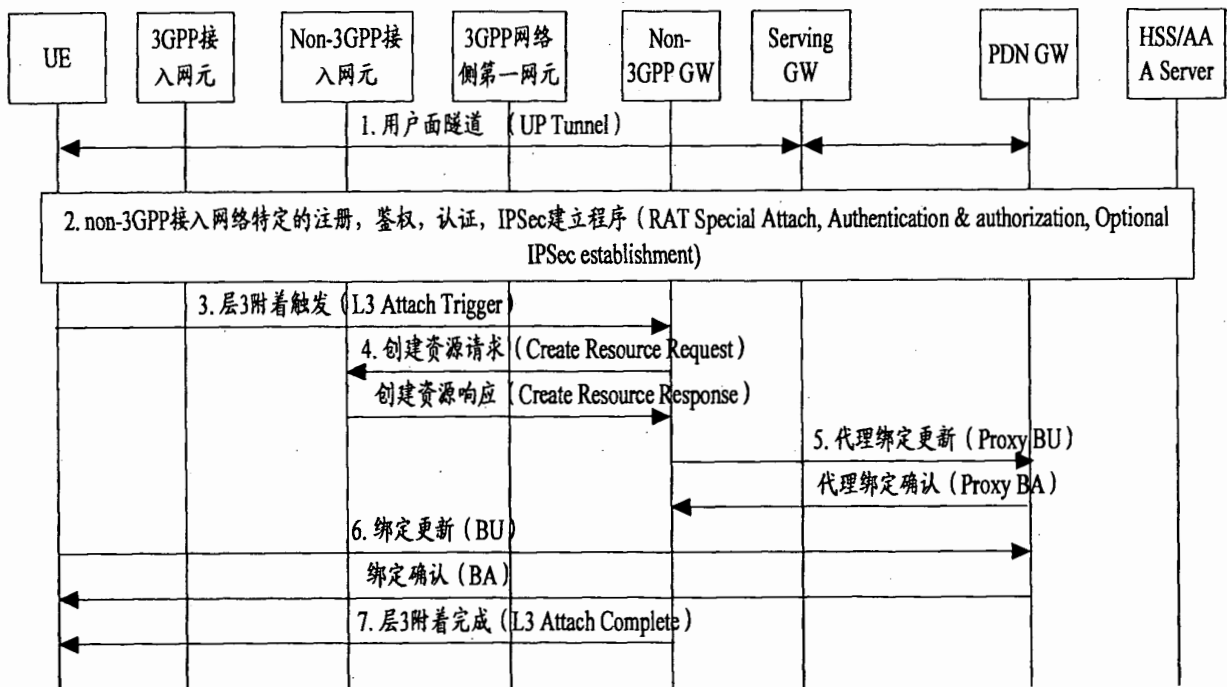 UE
3GPP接
入网元
Non-3GPP接
入网元
3GPP网络
侧第一网元
Non-
3GPP GW
Serving
GW
PDN GW
HSS/AA
A Server
1. 用户面隧道 （UP Tunnel）
2. non-3GPP接入网络特定的注册，鉴权，认证，IPSec建立程序（RAT Special Attach, Authentication & authorization, Optional
IPSec establishment)
3. 层3附着触发（L3 Attach Trigger）
4. 创建资源请求（Create Resource Request）
创建资源响应（Create Resource Response）
5. 代理绑定更新（Proxy BU）
代理绑定确认（Proxy BA）
6. 绑定更新（BU）
绑定确认（BA）
7. 层3附着完成（L3 Attach Complete）